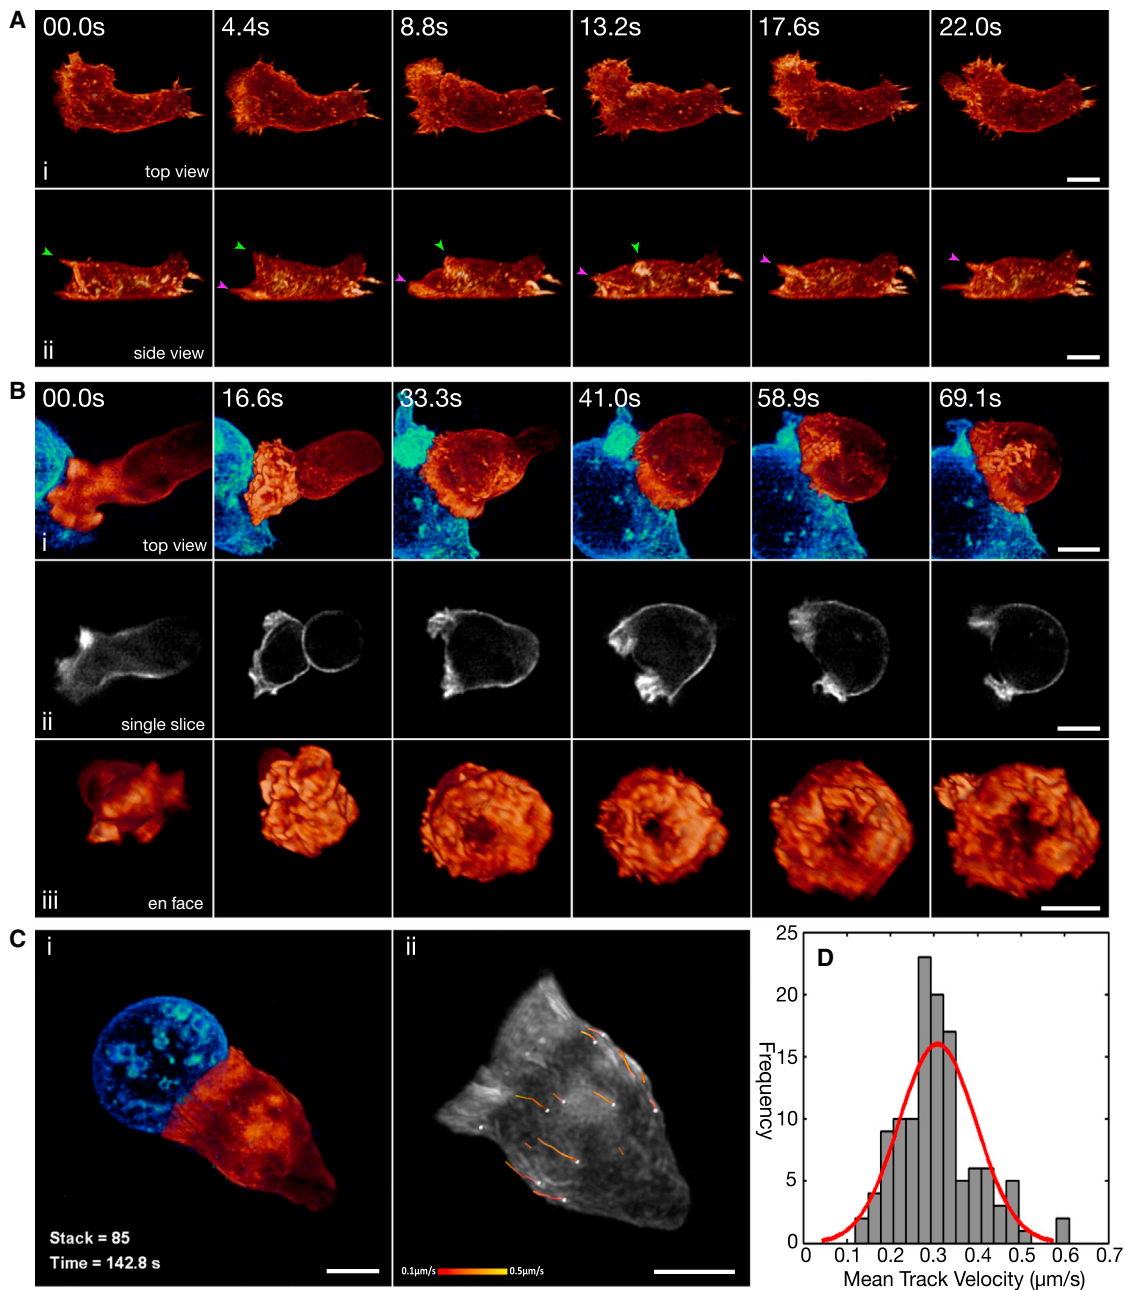 A
00.0s 4.4s 8.8s 13.2s 17.6s 22.0s
i top view
ii side view
B
00.0s 16.6s 33.3s 41.0s 58.9s 69.1s
i top view
ii single slice
iii en face
C
i
Stack = 85
Time = 142.8 s
ii
0.1µm/s 0.5µm/s
D
25
20
15
10
5
0
Frequency
0 0.1 0.2 0.3 0.4 0.5 0.6 0.7
Mean Track Velocity (µm/s)